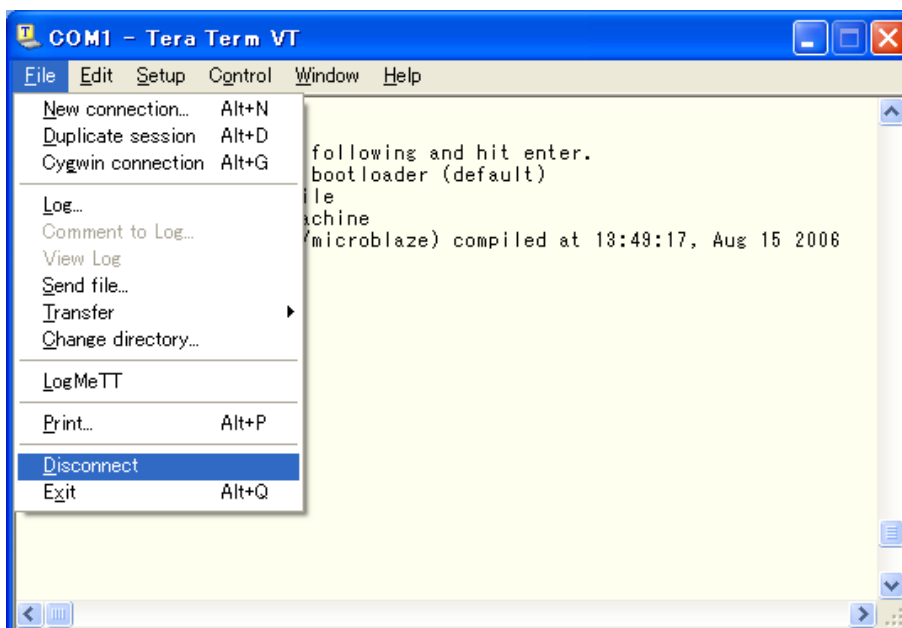 COM1 - Tera Term VT
File Edit Setup Control Window Help
New connection... Alt+N
Duplicate session Alt+D
Cygwin connection Alt+G
Log...
Comment to Log...
View Log
Send file...
Transfer
Change directory...
LogMeTT
Print... Alt+P
Disconnect
Exit Alt+Q
following and hit enter.
bootloader (default)
ile
achine
/microblaze) compiled at 13:49:17, Aug 15 2006